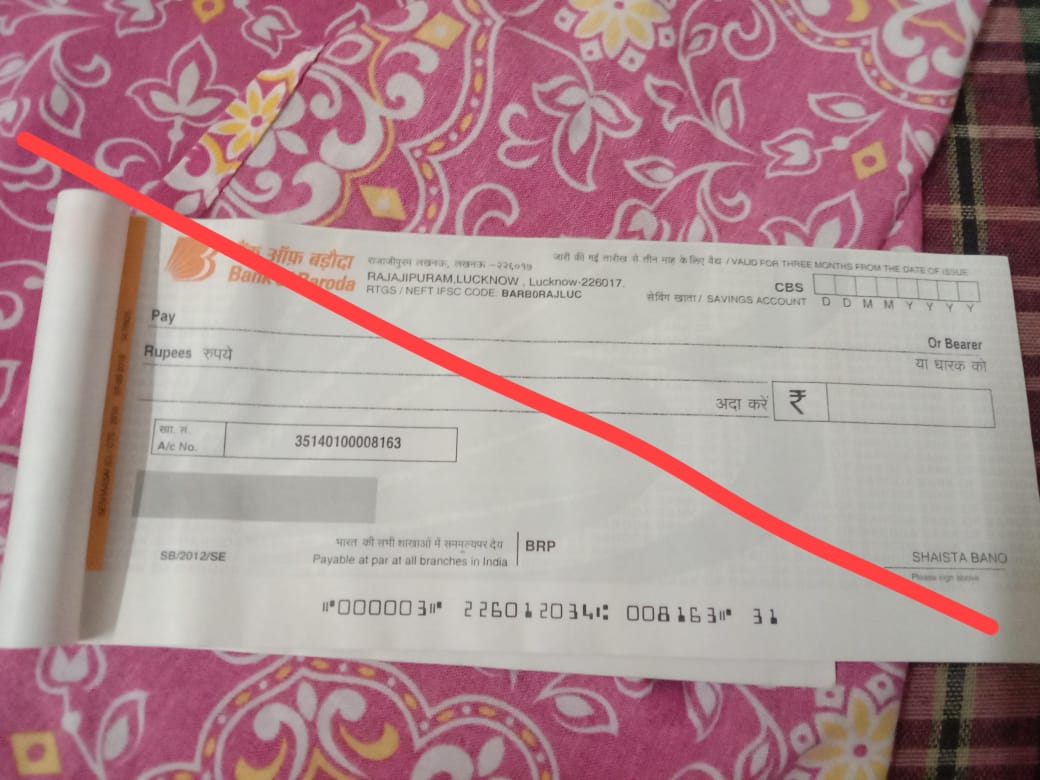 बैंक ऑफ़ बड़ौदा
Bank Baroda
राजाजीपुरम लखनऊ, लखनऊ -२२६०१७
RAJAJIPURAM,LUCKNOW , Lucknow-226017.
RTGS / NEFT IFSC CODE: BARB0RAJLUC
जारी की गई तारीख से तीन माह के लिए वैध / VALID FOR THREE MONTHS FROM THE DATE OF ISSUE
CBS
सेविंग खाता / SAVINGS ACCOUNT
D D M M Y Y Y Y
Pay
Or Bearer
या धारक को
Rupees रुपये
अदा करें ₹
खा. सं.
A/c No.
35140100008163
SB/2012/SE
भारत की सभी शाखाओं में सममूल्यपर देय
Payable at par at all branches in India
BRP
SHAISTA BANO
Please sign above
⑈000003⑈ 226012034⑆ 008163⑈ 31